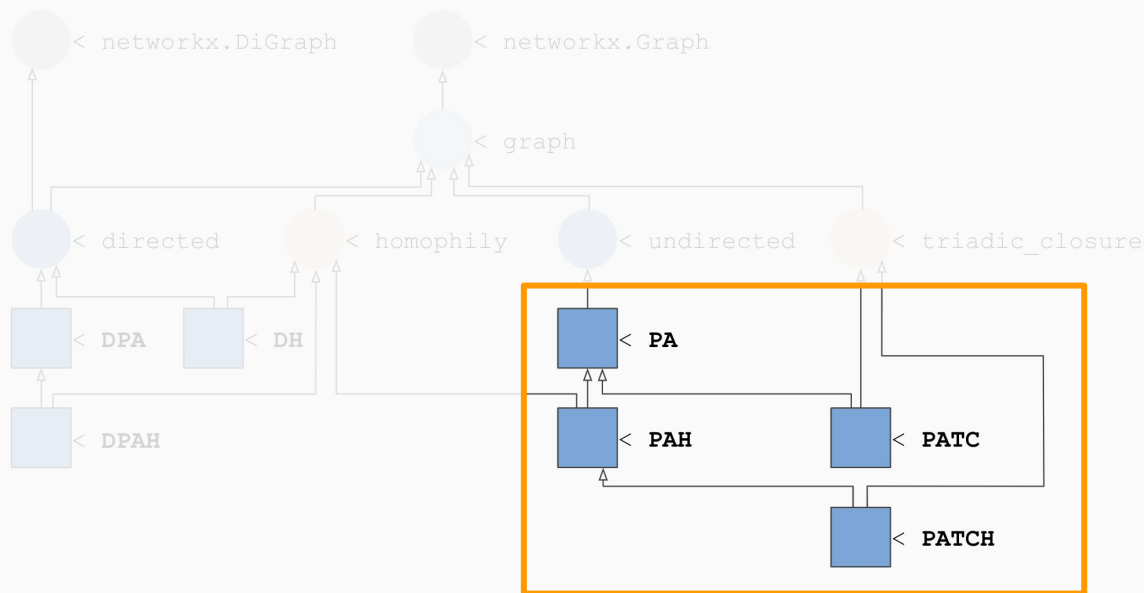 < networkx.DiGraph
< networkx.Graph
< graph
< directed
< homophily
< undirected
< triadic_closure
< DPA
< DH
< PA
< DPAH
< PAH
< PATC
< PATCH